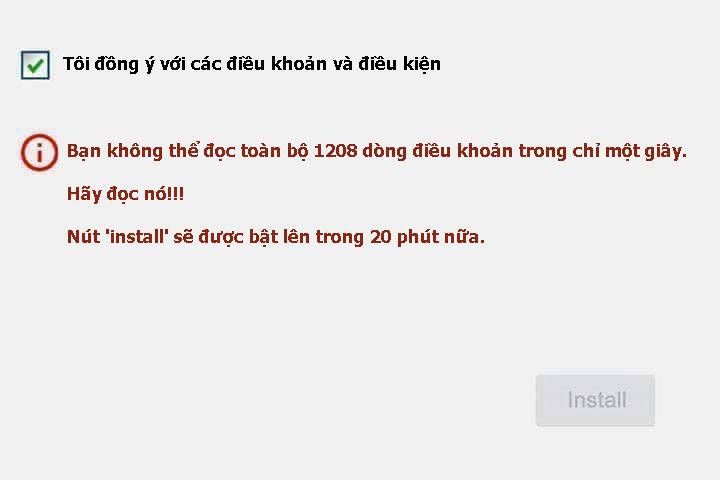 Tôi đồng ý với các điều khoản và điều kiện
Bạn không thể đọc toàn bộ 1208 dòng điều khoản trong chỉ một giây.
Hãy đọc nó!!!
Nút 'install' sẽ được bật lên trong 20 phút nữa.
Install